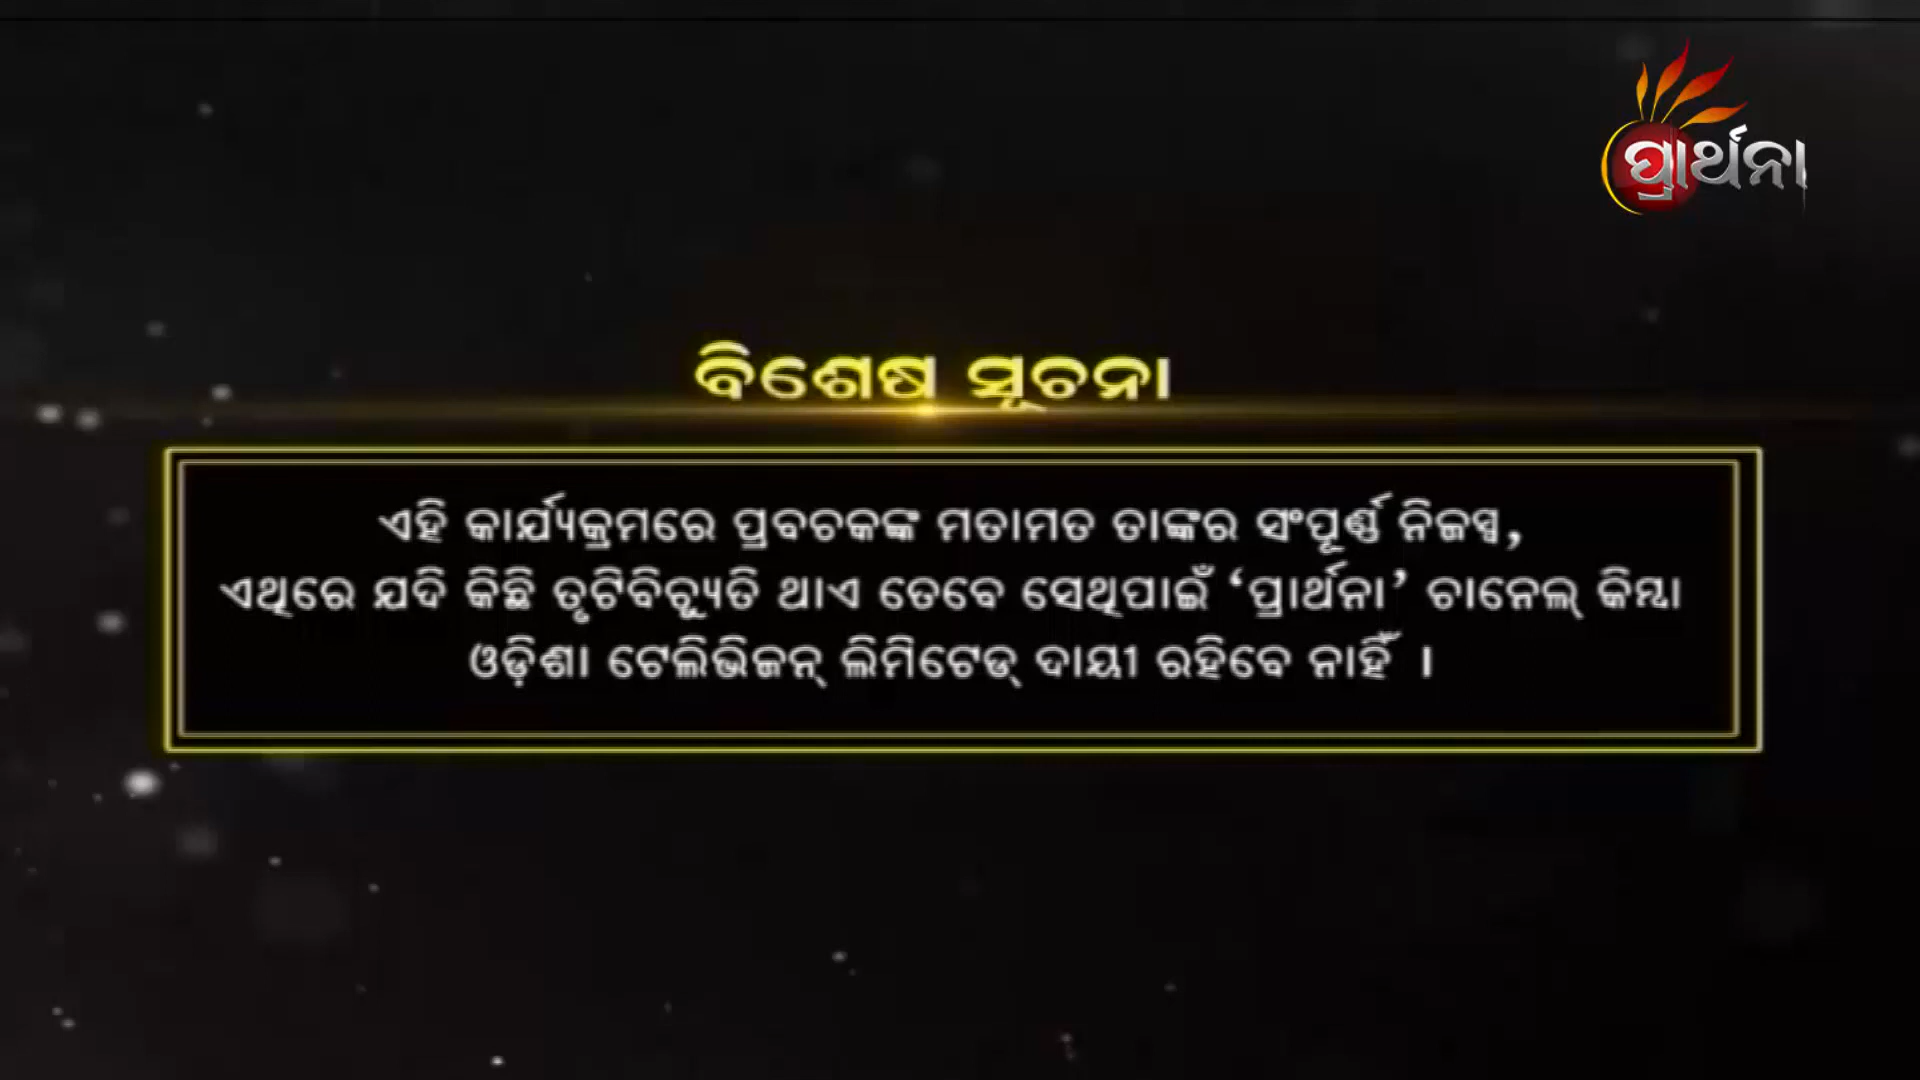 ପ୍ରାର୍ଥନା
ବିଶେଷ ସୂଚନା
ଏହି କାର୍ଯ୍ୟକ୍ରମରେ ପ୍ରବଚକଙ୍କ ମତାମତ ତାଙ୍କର ସଂପୂର୍ଣ୍ଣ ନିଜସ୍ୱ,
ଏଥିରେ ଯଦି କିଛି ତୃଟିବିଚ୍ୟୁତି ଥାଏ ତେବେ ସେଥିପାଇଁ ‘ପ୍ରାର୍ଥନା’ ଚାନେଲ୍ କିମ୍ୱା
ଓଡ଼ିଶା ଟେଲିଭିଜନ୍ ଲିମିଟେଡ୍ ଦାୟୀ ରହିବେ ନାହିଁ ।